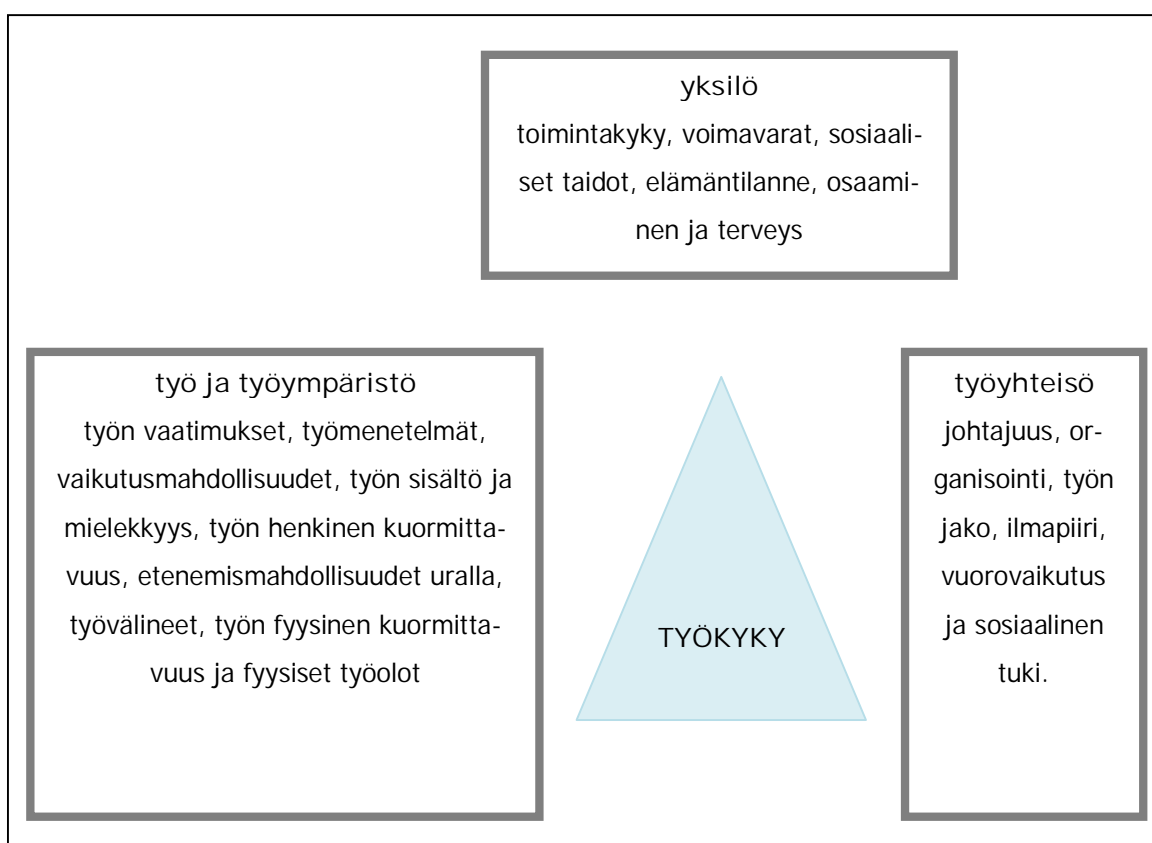 yksilö
toimintakyky, voimavarat, sosiaali-
set taidot, elämäntilanne, osaami-
nen ja terveys
työ ja työympäristö
työn vaatimukset, työmenetelmät,
vaikutusmahdollisuudet, työn sisältö ja
mielekkyys, työn henkinen kuormitta-
vuus, etenemismahdollisuudet uralla,
työvälineet, työn fyysinen kuormitta-
vuus ja fyysiset työolot
TYÖKYKY
työyhteisö
johtajuus, or-
ganisointi, työn
jako, ilmapiiri,
vuorovaikutus
ja sosiaalinen
tuki.